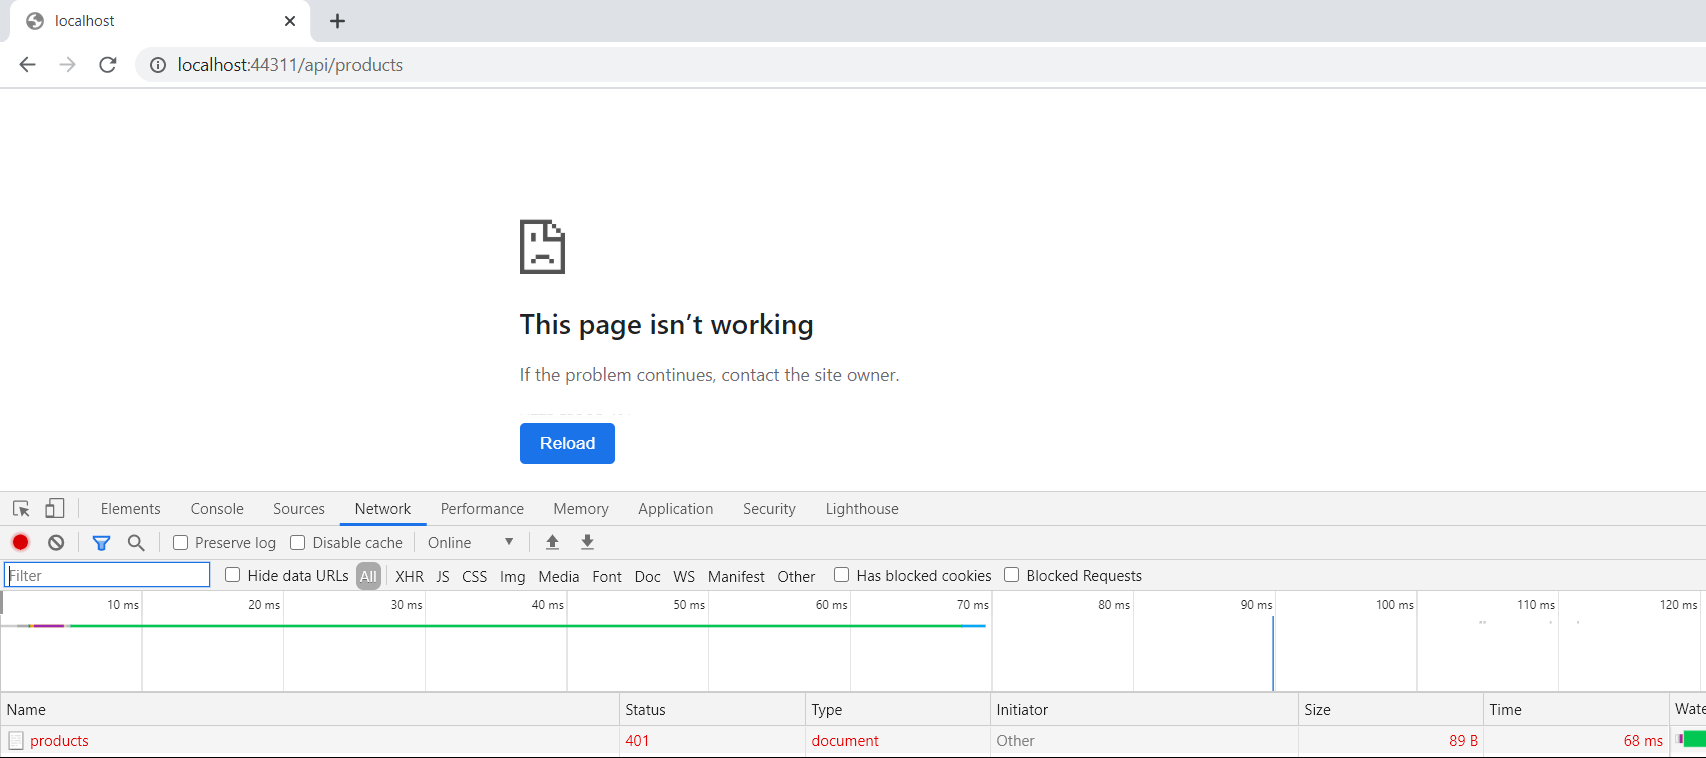 localhost
localhost:44311/api/products
This page isn’t working
If the problem continues, contact the site owner.
Reload
Elements Console Sources Network Performance Memory Application Security Lighthouse
Preserve log Disable cache Online
Filter Hide data URLs All XHR JS CSS Img Media Font Doc WS Manifest Other Has blocked cookies Blocked Requests
10 ms 20 ms 30 ms 40 ms 50 ms 60 ms 70 ms 80 ms 90 ms 100 ms 110 ms 120 ms
Name Status Type Initiator Size Time Wate
products 401 document Other 89 B 68 ms